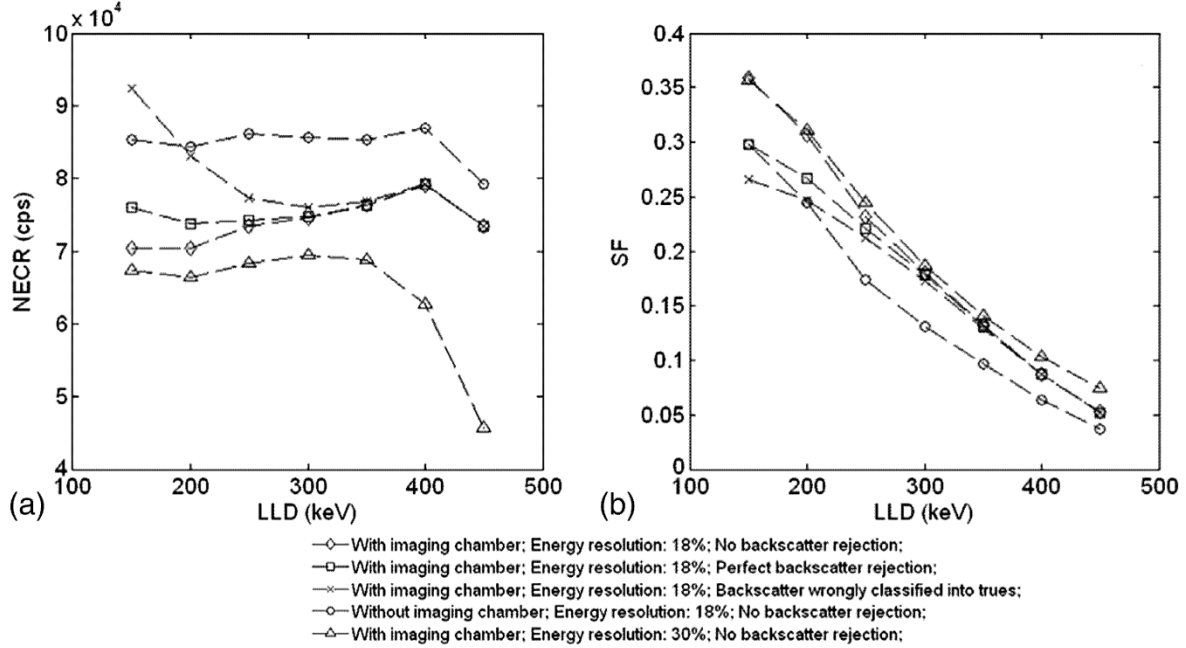 10 × 10⁴
9
8
7
6
5
4
100 200 300 400 500
NECR (cps)
LLD (keV)
(a)
0.4
0.35
0.3
0.25
0.2
0.15
0.1
0.05
0
100 200 300 400 500
SF
LLD (keV)
(b)
With imaging chamber; Energy resolution: 18%; No backscatter rejection;
With imaging chamber; Energy resolution: 18%; Perfect backscatter rejection;
With imaging chamber; Energy resolution: 18%; Backscatter wrongly classified into trues;
Without imaging chamber; Energy resolution: 18%; No backscatter rejection;
With imaging chamber; Energy resolution: 30%; No backscatter rejection;